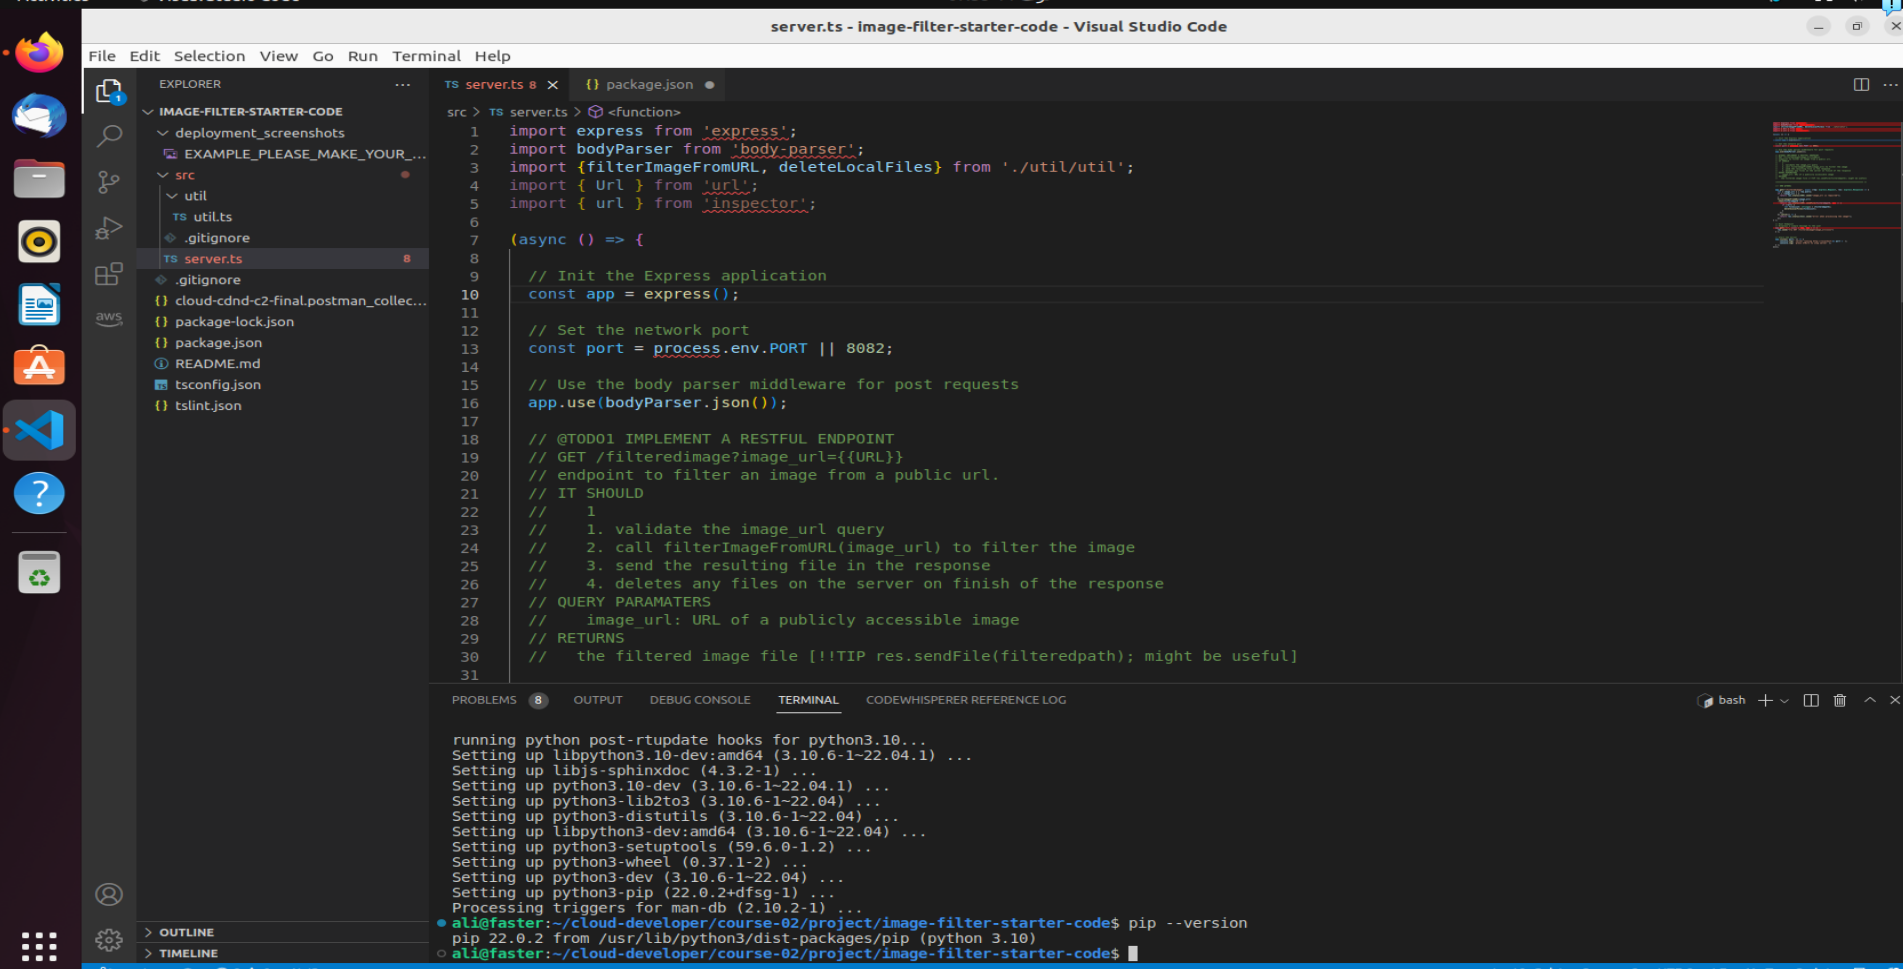 server.ts - image-filter-starter-code - Visual Studio Code
File Edit Selection View Go Run Terminal Help
EXPLORER
TS server.ts 8
{} package.json
IMAGE-FILTER-STARTER-CODE
deployment_screenshots
EXAMPLE_PLEASE_MAKE_YOUR_...
src
util
TS util.ts
.gitignore
TS server.ts 8
.gitignore
{} cloud-cdnd-c2-final.postman_collec...
{} package-lock.json
{} package.json
README.md
tsconfig.json
{} tslint.json
aws
1
OUTLINE
TIMELINE
src > TS server.ts > <function>
1 import express from 'express';
2 import bodyParser from 'body-parser';
3 import {filterImageFromURL, deleteLocalFiles} from './util/util';
4 import { Url } from 'url';
5 import { url } from 'inspector';
6
7 (async () => {
8
9 // Init the Express application
10 const app = express();
11
12 // Set the network port
13 const port = process.env.PORT || 8082;
14
15 // Use the body parser middleware for post requests
16 app.use(bodyParser.json());
17
18 // @TODO1 IMPLEMENT A RESTFUL ENDPOINT
19 // GET /filteredimage?image_url={{URL}}
20 // endpoint to filter an image from a public url.
21 // IT SHOULD
22 // 1
23 // 1. validate the image_url query
24 // 2. call filterImageFromURL(image_url) to filter the image
25 // 3. send the resulting file in the response
26 // 4. deletes any files on the server on finish of the response
27 // QUERY PARAMATERS
28 // image_url: URL of a publicly accessible image
29 // RETURNS
30 // the filtered image file [!!TIP res.sendFile(filteredpath); might be useful]
31
PROBLEMS 8 OUTPUT DEBUG CONSOLE TERMINAL CODEWHISPERER REFERENCE LOG
bash
running python post-rtupdate hooks for python3.10...
Setting up libpython3.10-dev:amd64 (3.10.6-1~22.04.1) ...
Setting up libjs-sphinxdoc (4.3.2-1) ...
Setting up python3.10-dev (3.10.6-1~22.04.1) ...
Setting up python3-lib2to3 (3.10.6-1~22.04) ...
Setting up python3-distutils (3.10.6-1~22.04) ...
Setting up libpython3-dev:amd64 (3.10.6-1~22.04) ...
Setting up python3-setuptools (59.6.0-1.2) ...
Setting up python3-wheel (0.37.1-2) ...
Setting up python3-dev (3.10.6-1~22.04) ...
Setting up python3-pip (22.0.2+dfsg-1) ...
Processing triggers for man-db (2.10.2-1) ...
ali@faster:~/cloud-developer/course-02/project/image-filter-starter-code$ pip --version
pip 22.0.2 from /usr/lib/python3/dist-packages/pip (python 3.10)
ali@faster:~/cloud-developer/course-02/project/image-filter-starter-code$